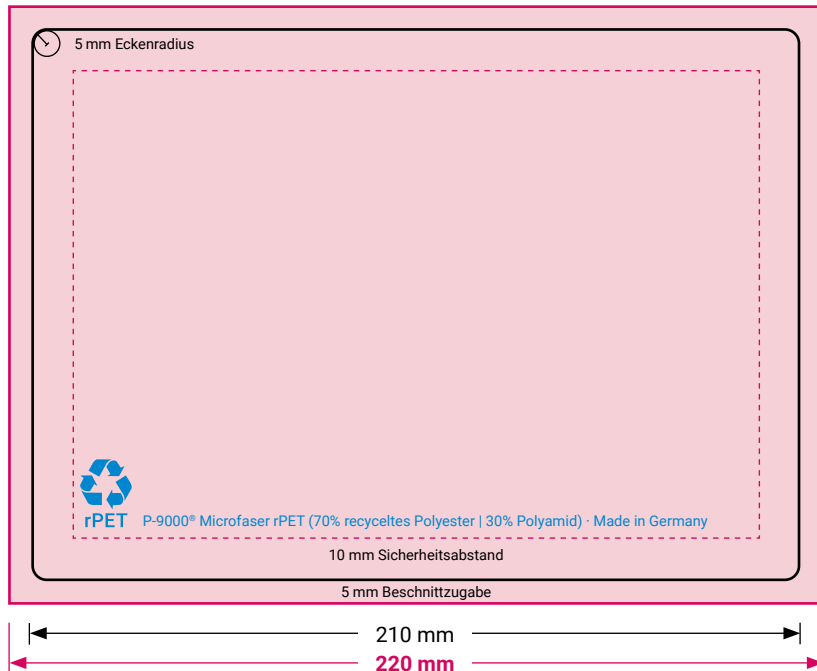 5 mm Eckenradius
rPET
P-9000® Microfaser rPET (70% recyceltes Polyester | 30% Polyamid) · Made in Germany
10 mm Sicherheitsabstand
5 mm Beschnittzugabe
210 mm
220 mm